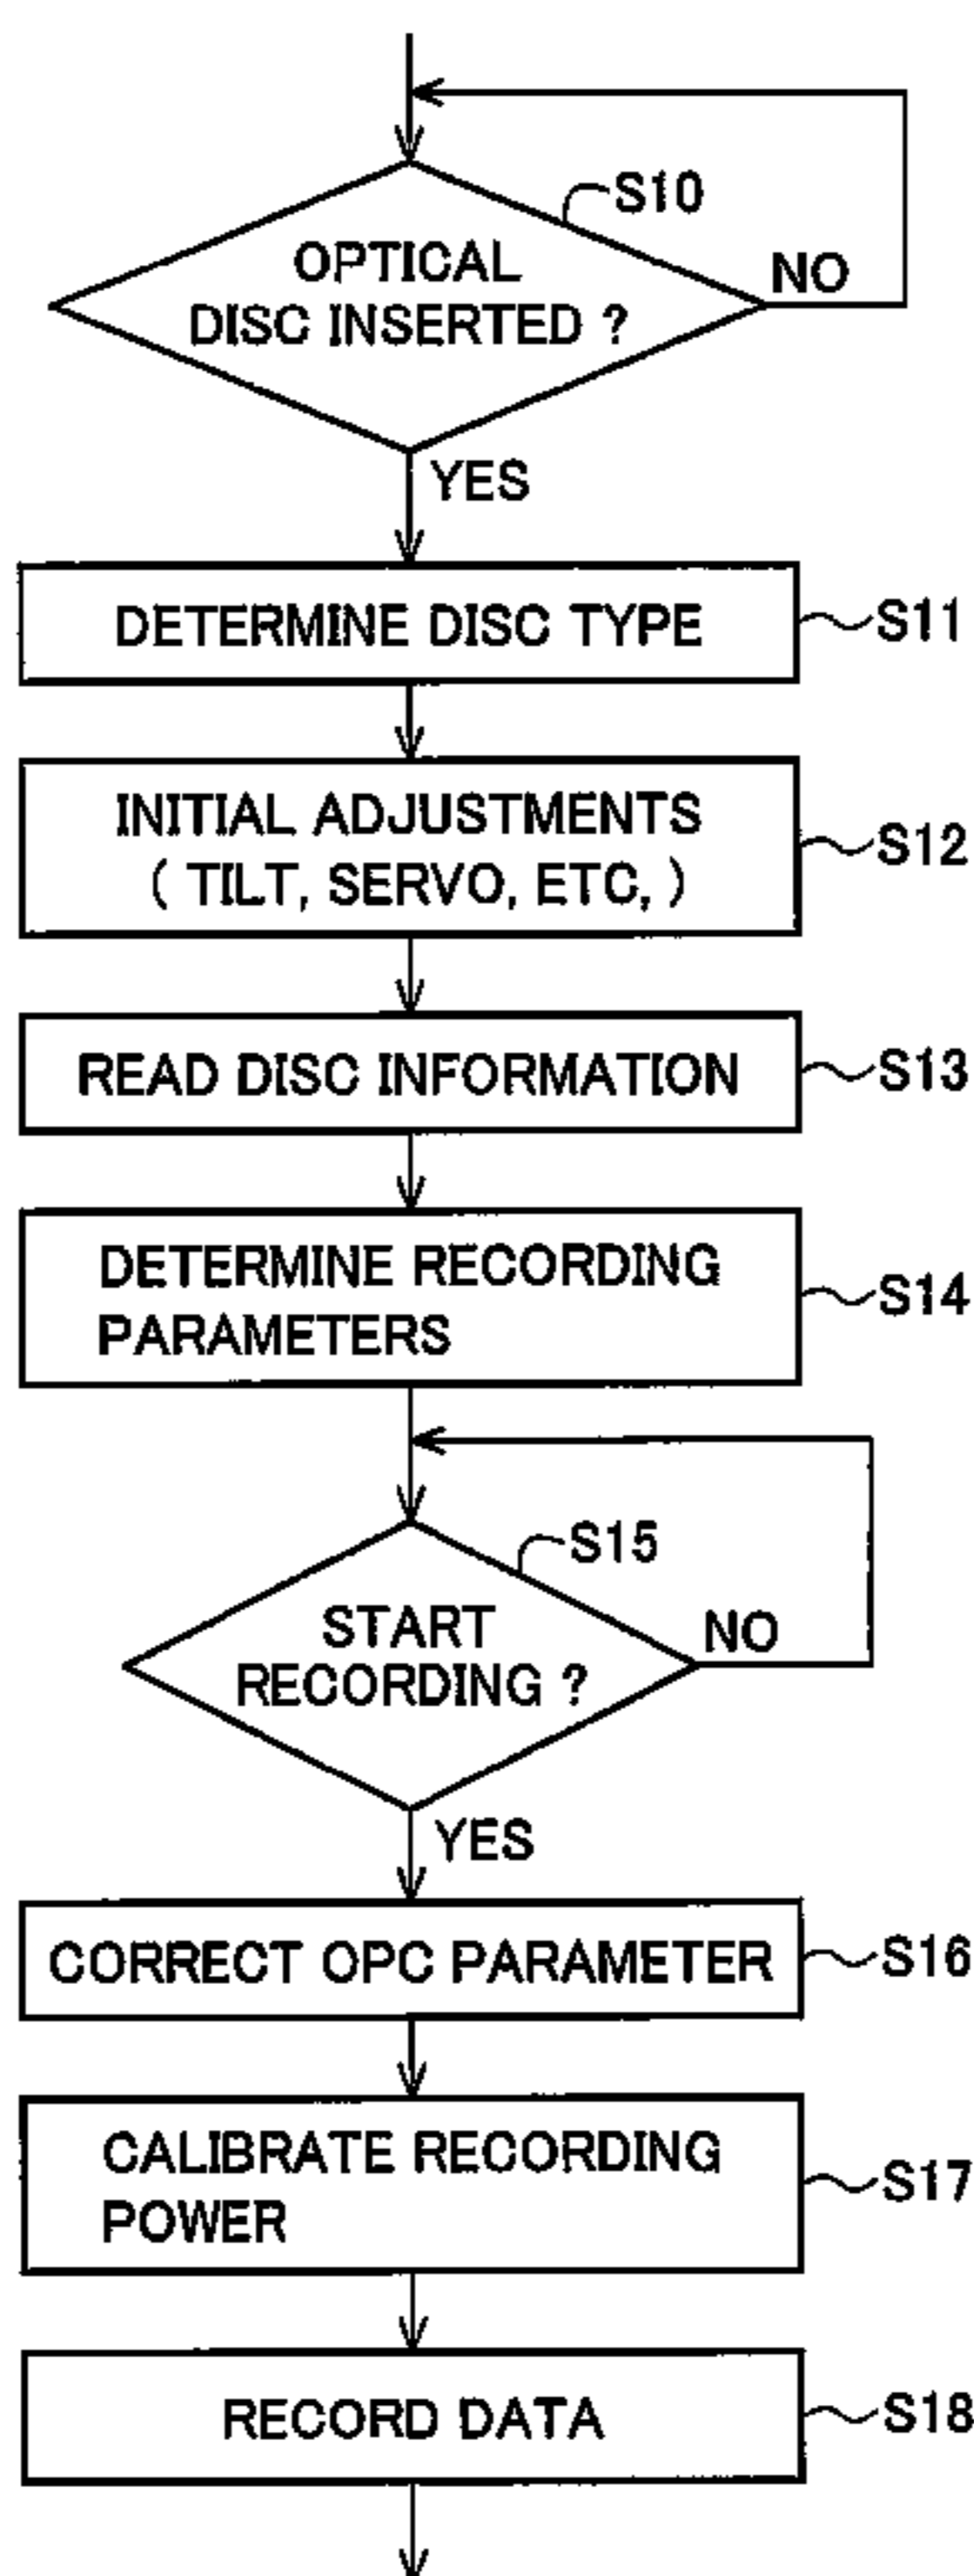 S10
OPTICAL
DISC INSERTED ?
NO
YES
DETERMINE DISC TYPE
S11
INITIAL ADJUSTMENTS
( TILT, SERVO, ETC, )
S12
READ DISC INFORMATION
S13
DETERMINE RECORDING
PARAMETERS
S14
S15
START
RECORDING ?
NO
YES
CORRECT OPC PARAMETER
S16
CALIBRATE RECORDING
POWER
S17
RECORD DATA
S18